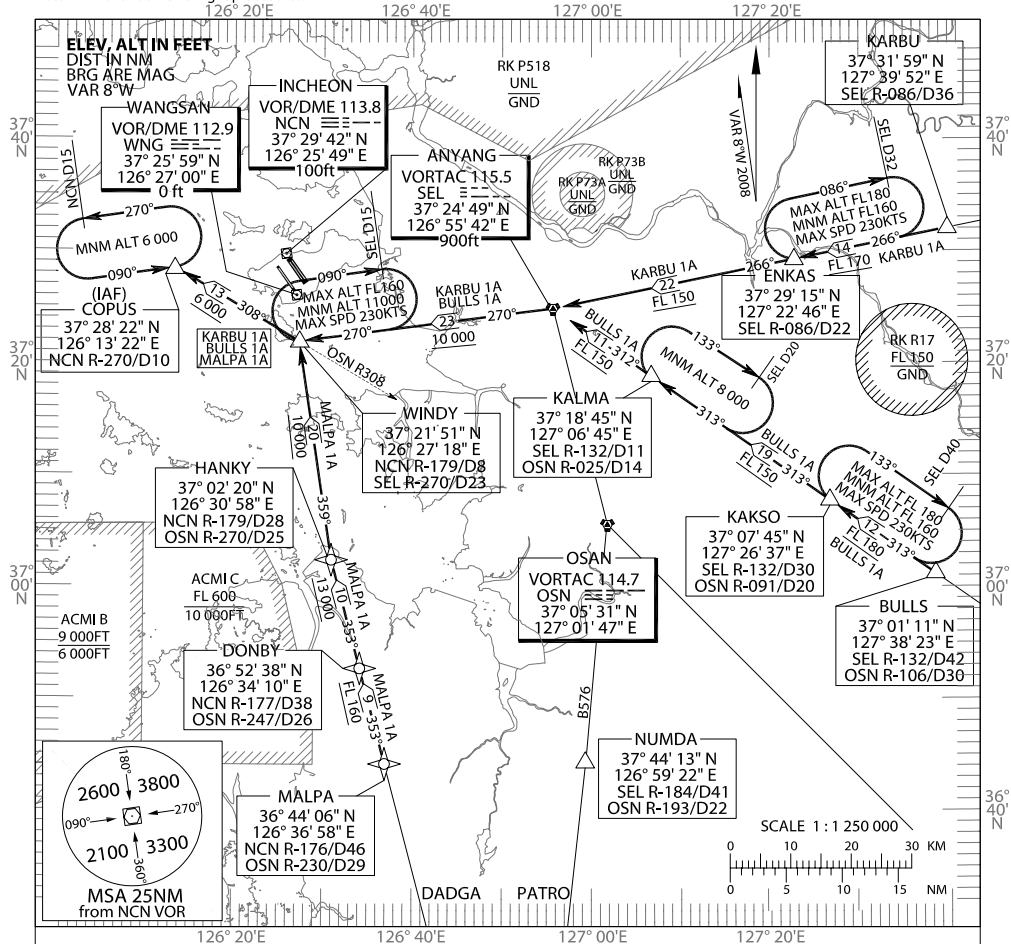 126° 20'E
126° 40'E
127° 00'E
127° 20'E
ELEV, ALT IN FEET
DIST IN NM
BRG ARE MAG
VAR 8°W
WANGSAN
VOR/DME 112.9
WNG
37° 25' 59" N
126° 27' 00" E
0 ft
INCHEON
VOR/DME 113.8
NCN
37° 29' 42" N
126° 25' 49" E
100ft
ANYANG
VORTAC 115.5
SEL
37° 24' 49" N
126° 55' 42" E
900ft
RK P518
UNL
GND
RK P73B
UNL
GND
RK P73A
UNL
GND
VAR 8°W 2008
KARBU
37° 31' 59" N
127° 39' 52" E
SEL R-086/D36
37°
40'
N
37°
40'
N
NCN D15
270°
MNM ALT 6 000
090°
SEL D15
090°
MAX ALT FL160
MNM ALT 11000
MAX SPD 230KTS
270°
SEL D32
086°
MAX ALT FL180
MNM ALT FL160
MAX SPD 230KTS
266°
14
FL 170
KARBU 1A
266°
KARBU 1A
22
FL 150
ENKAS
37° 29' 15" N
127° 22' 46" E
SEL R-086/D22
(IAF)
COPUS
37° 28' 22" N
126° 13' 22" E
NCN R-270/D10
13
308°
6 000
KARBU 1A
BULLS 1A
MALPA 1A
KARBU 1A
BULLS 1A
23
270°
10 000
OSN R308
37°
20'
N
37°
20'
N
BULLS 1A
11
312°
FL 150
133°
SEL D20
MNM ALT 8 000
313°
RK R17
FL 150
GND
WINDY
37° 21' 51" N
126° 27' 18" E
NCN R-179/D8
SEL R-270/D23
KALMA
37° 18' 45" N
127° 06' 45" E
SEL R-132/D11
OSN R-025/D14
BULLS 1A
19
313°
FL 150
133°
SEL D40
MAX ALT FL 180
MNM ALT FL 160
MAX SPD 230KTS
MALPA 1A
20
10 000
359°
HANKY
37° 02' 20" N
126° 30' 58" E
NCN R-179/D28
OSN R-270/D25
KAKSO
37° 07' 45" N
127° 26' 37" E
SEL R-132/D30
OSN R-091/D20
12
313°
FL 180
BULLS 1A
OSAN
VORTAC 114.7
OSN
37° 05' 31" N
127° 01' 47" E
37°
00'
N
37°
00'
N
ACMI C
FL 600
10 000FT
ACMI B
9 000FT
6 000FT
MALPA 1A
10
13 000
353°
BULLS
37° 01' 11" N
127° 38' 23" E
SEL R-132/D42
OSN R-106/D30
DONBY
36° 52' 38" N
126° 34' 10" E
NCN R-177/D38
OSN R-247/D26
MALPA 1A
9
353°
FL 160
B576
NUMDA
37° 44' 13" N
126° 59' 22" E
SEL R-184/D41
OSN R-193/D22
MALPA
36° 44' 06" N
126° 36' 58" E
NCN R-176/D46
OSN R-230/D29
180°
2600
3800
090°
270°
2100
3300
360°
MSA 25NM
from NCN VOR
36°
40'
N
SCALE 1 : 1 250 000
0 10 20 30 KM
0 5 10 15 NM
DADGA
PATRO
126° 20'E
126° 40'E
127° 00'E
127° 20'E